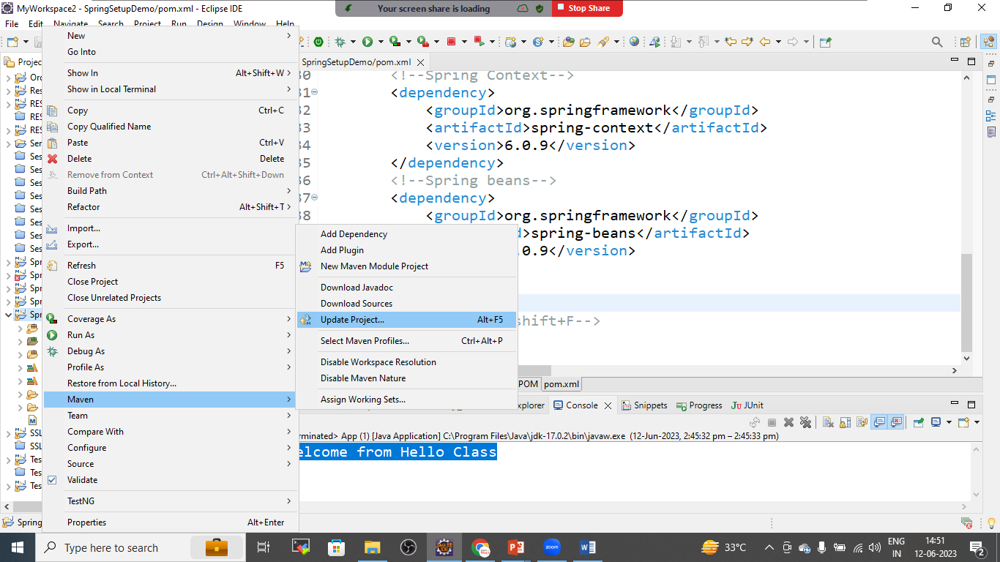 MyWorkspace2 - SpringSetupDemo/pom.xml - Eclipse IDE
Your screen share is loading
Stop Share
File Edit Navigate Search Project Run Design Window Help
Projec
Orc
Res
RES
RES
RES
Ser
Ses
Ses
Ses
Ses
Ses
Ses
Ses
Ses
Spr
Spr
Spr
Spr
Spr
SSL
SSL
Tes
Tes
Tes
Spring
New
Go Into
Show In Alt+Shift+W
Show in Local Terminal
Copy Ctrl+C
Copy Qualified Name
Paste Ctrl+V
Delete Delete
Remove from Context Ctrl+Alt+Shift+Down
Build Path
Refactor Alt+Shift+T
Import...
Export...
Refresh F5
Close Project
Close Unrelated Projects
Coverage As
Run As
Debug As
Profile As
Restore from Local History...
Maven
Team
Compare With
Configure
Source
Validate
TestNG
Properties Alt+Enter
Add Dependency
Add Plugin
New Maven Module Project
Download Javadoc
Download Sources
Update Project... Alt+F5
Select Maven Profiles... Ctrl+Alt+P
Disable Workspace Resolution
Disable Maven Nature
Assign Working Sets...
SpringSetupDemo/pom.xml
30 <!--Spring Context-->
31 <dependency>
32 <groupId>org.springframework</groupId>
33 <artifactId>spring-context</artifactId>
34 <version>6.0.9</version>
35 </dependency>
36 <!--Spring beans-->
37 <dependency>
38 <groupId>org.springframework</groupId>
d>spring-beans</artifactId>
.0.9</version>
shift+F-->
POM pom.xml
xplorer Console Snippets Progress JUnit
rminated> App (1) [Java Application] C:\Program Files\Java\jdk-17.0.2\bin\javaw.exe (12-Jun-2023, 2:45:32 pm – 2:45:33 pm)
elcome from Hello Class
Type here to search
zoom
33°C
ENG
IN
14:51
12-06-2023
2